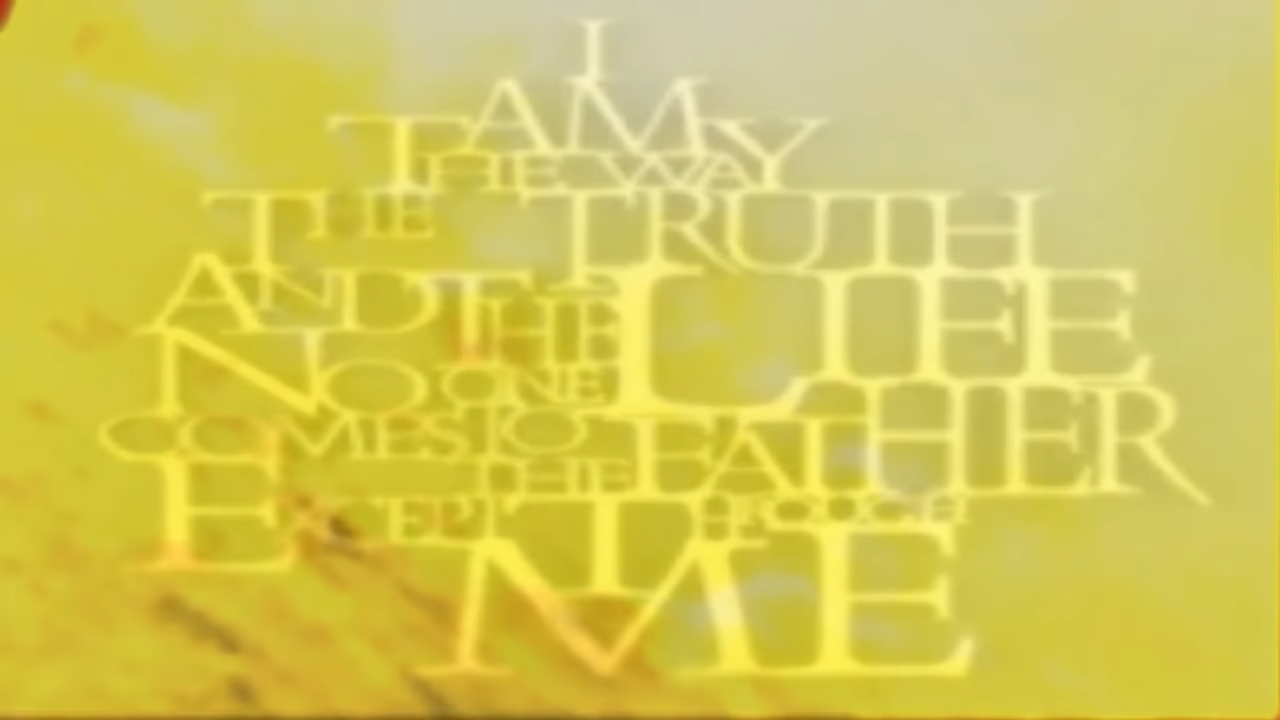 I
AM
THE WAY
THE TRUTH
AND THE LIFE
NO ONE
COMES TO
THE FATHER
EXCEPT THROUGH
ME